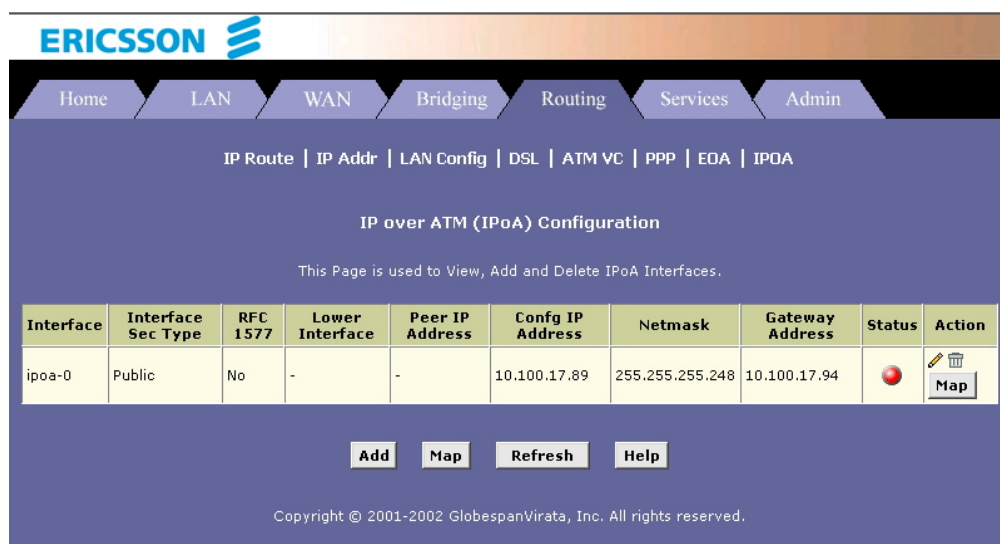 ERICSSON
Home LAN WAN Bridging Routing Services Admin
IP Route | IP Addr | LAN Config | DSL | ATM VC | PPP | EOA | IPOA
IP over ATM (IPoA) Configuration
This Page is used to View, Add and Delete IPoA Interfaces.
Interface Interface Sec Type RFC 1577 Lower Interface Peer IP Address Confg IP Address Netmask Gateway Address Status Action
ipoa-0 Public No - - 10.100.17.89 255.255.255.248 10.100.17.94 Map
Add Map Refresh Help
Copyright © 2001-2002 GlobespanVirata, Inc. All rights reserved.